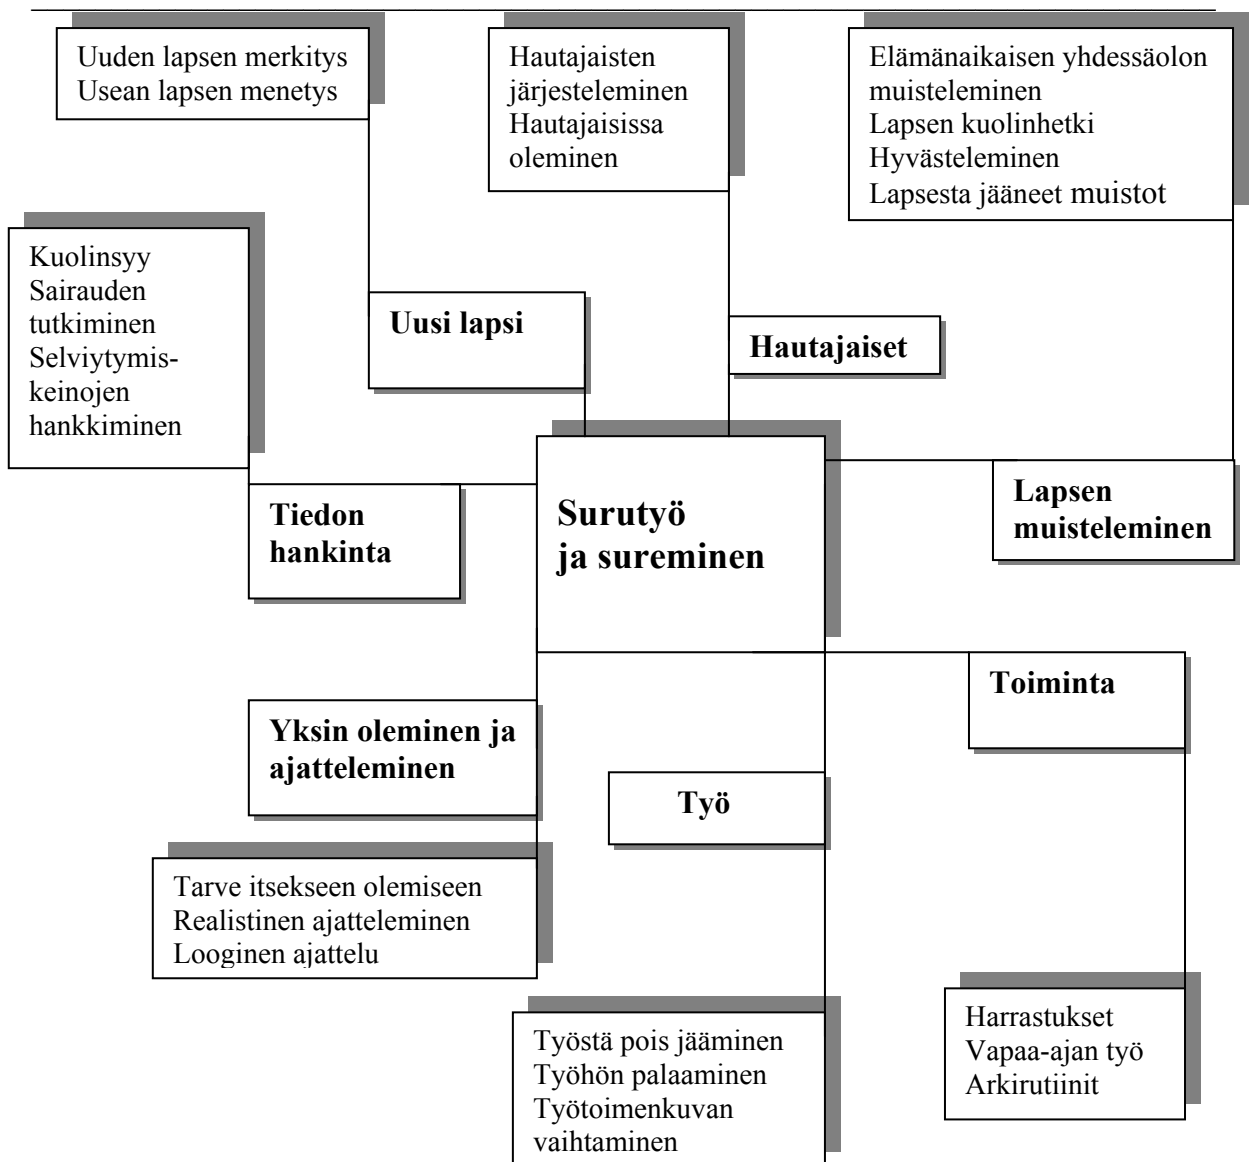 Uuden lapsen merkitys
Usean lapsen menetys
Hautajaisten
järjesteleminen
Hautajaisissa
oleminen
Elämänaikaisen yhdessäolon
muisteleminen
Lapsen kuolinhetki
Hyvästeleminen
Lapsesta jääneet muistot
Kuolinsyy
Sairauden
tutkiminen
Selviytymis-
keinojen
hankkiminen
Uusi lapsi
Hautajaiset
Tiedon
hankinta
Surutyö
ja sureminen
Lapsen
muisteleminen
Yksin oleminen ja
ajatteleminen
Työ
Toiminta
Tarve itsekseen olemiseen
Realistinen ajatteleminen
Looginen ajattelu
Työstä pois jääminen
Työhön palaaminen
Työtoimenkuvan
vaihtaminen
Harrastukset
Vapaa-ajan työ
Arkirutiinit